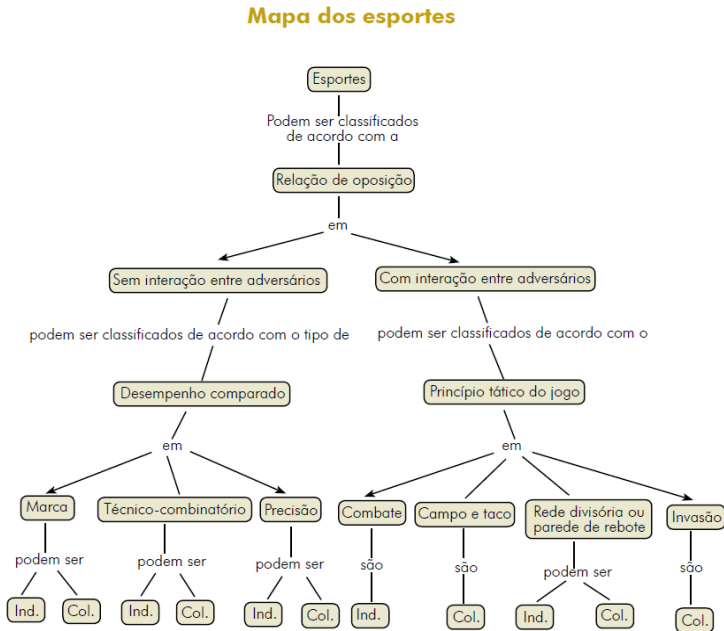 Mapa dos esportes
Esportes
Podem ser classificados
de acordo com a
Relação de oposição
em
Sem interação entre adversários
Com interação entre adversários
podem ser classificados de acordo com o tipo de
podem ser classificados de acordo com o
Desempenho comparado
Princípio tático do jogo
em
em
Marca
Técnico-combinatório
Precisão
Combate
Campo e taco
Rede divisória ou
parede de rebote
Invasão
podem ser
podem ser
podem ser
são
são
podem ser
são
Ind.
Col.
Ind.
Col.
Ind.
Col.
Ind.
Col.
Ind.
Col.
Col.